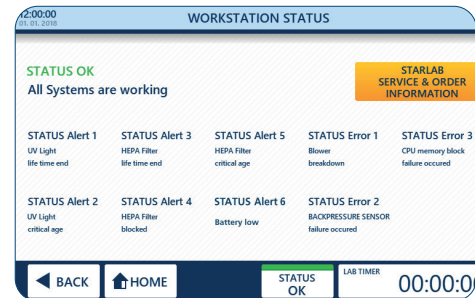 12:00:00
01. 01. 2018
WORKSTATION STATUS
STATUS OK
All Systems are working
STARLAB
SERVICE & ORDER
INFORMATION
STATUS Alert 1
UV Light
life time end
STATUS Alert 3
HEPA Filter
life time end
STATUS Alert 5
HEPA Filter
critical age
STATUS Error 1
Blower
breakdown
STATUS Error 3
CPU memory block
failure occured
STATUS Alert 2
UV Light
critical age
STATUS Alert 4
HEPA Filter
blocked
STATUS Alert 6
Battery low
STATUS Error 2
BACKPRESSURE SENSOR
failure occured
BACK
HOME
STATUS
OK
LAB TIMER
00:00:00